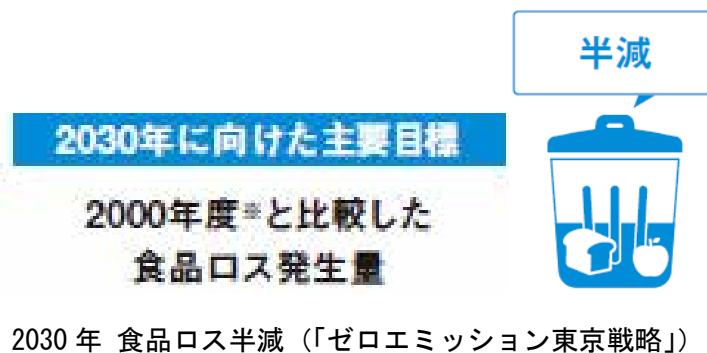 半減
2030年に向けた主要目標
2000年度※と比較した
食品ロス発生量
2030 年 食品ロス半減（「ゼロエミッション東京戦略」）